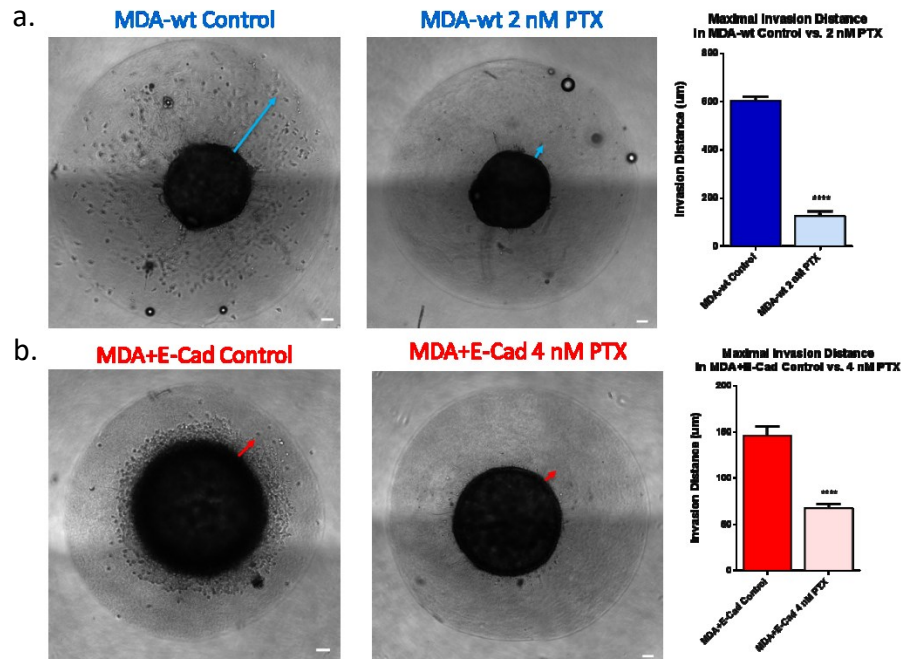 a.
MDA-wt Control
MDA-wt 2 nM PTX
Maximal Invasion Distance
in MDA-wt Control vs. 2 nM PTX
Invasion Distance (um)
800
600
400
200
0
****
MDA-wt Control
MDA-wt 2 nM PTX
b.
MDA+E-Cad Control
MDA+E-Cad 4 nM PTX
Maximal Invasion Distance
in MDA+E-Cad Control vs. 4 nM PTX
Invasion Distance (um)
200
150
100
50
0
****
MDA+E-Cad Control
MDA+E-Cad 4 nM PTX